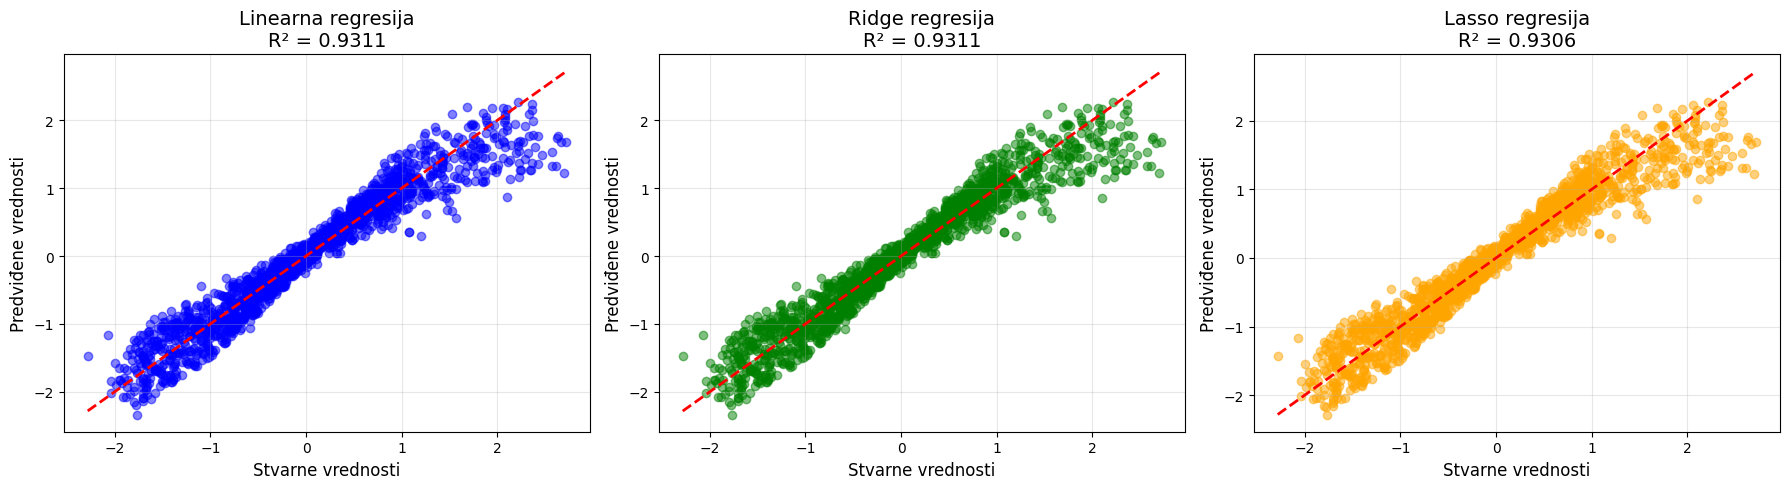 Linearna regresija
R² = 0.9311
Predviđene vrednosti
2
1
0
−1
−2
−2
−1
0
1
2
Stvarne vrednosti
Ridge regresija
R² = 0.9311
Predviđene vrednosti
2
1
0
−1
−2
−2
−1
0
1
2
Stvarne vrednosti
Lasso regresija
R² = 0.9306
Predviđene vrednosti
2
1
0
−1
−2
−2
−1
0
1
2
Stvarne vrednosti